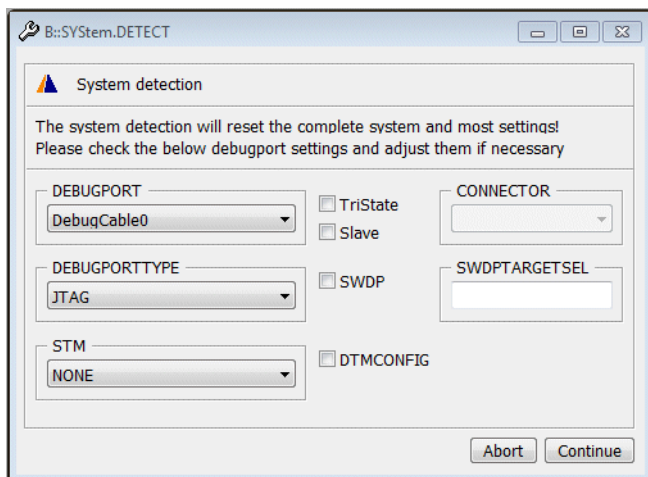 B::SYStem.DETECT
System detection
The system detection will reset the complete system and most settings!
Please check the below debugport settings and adjust them if necessary
DEBUGPORT
DebugCable0
TriState
Slave
CONNECTOR
DEBUGPORTTYPE
JTAG
SWDP
SWDPTARGETSEL
STM
NONE
DTMCONFIG
Abort
Continue